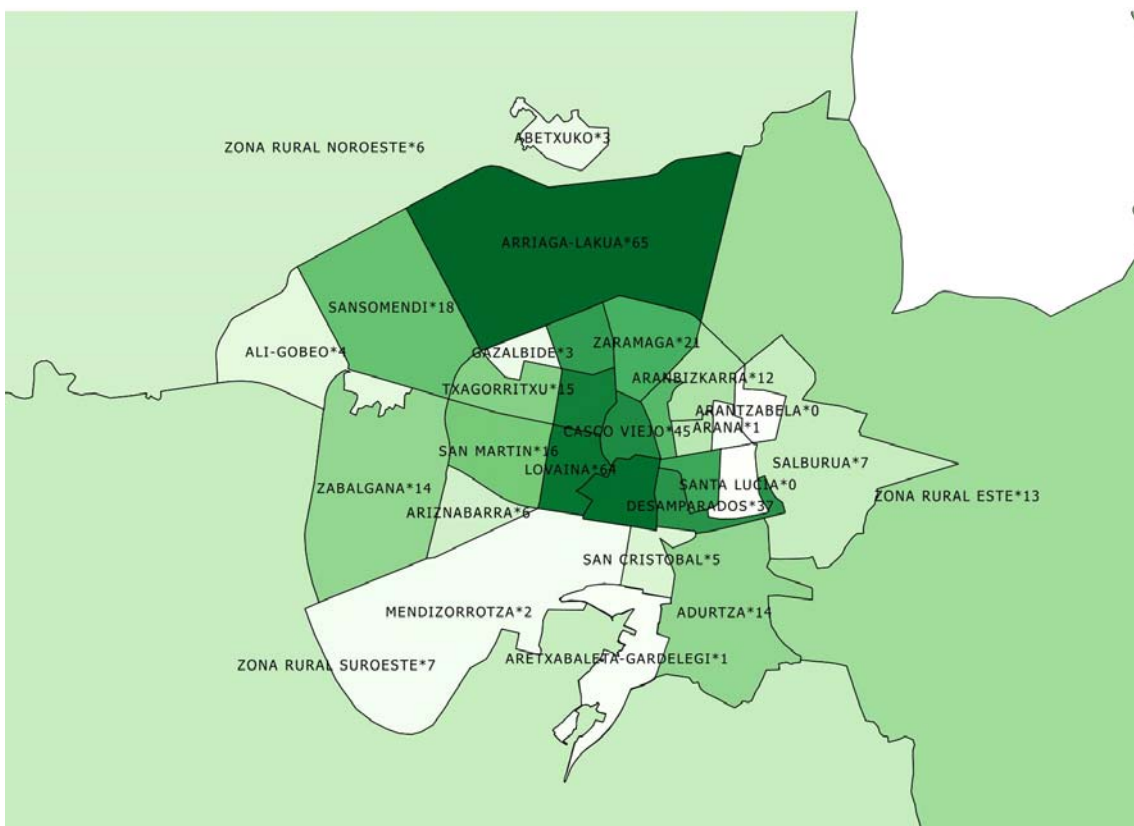 ABETXUKO*3
ZONA RURAL NOROESTE*6
ARRIAGA-LAKUA*65
SANSOMENDI*18
ZARAMAGA*21
ALI-GOBEO*4
GAZALBIDE*3
ARANBIZKARRA*12
TXAGORRITXU*15
ARANTZABELA*0
ARANA*1
CASCO VIEJO*45
SAN MARTIN*16
SALBURUA*7
LOVAINA*64
SANTA LUCIA*0
ZABALGANA*14
ZONA RURAL ESTE*13
DESAMPARADOS*37
ARIZNABARRA*6
SAN CRISTOBAL*5
MENDIZORROTZA*2
ADURTZA*14
ZONA RURAL SUROESTE*7
ARETXABALETA-GARDELEGI*1